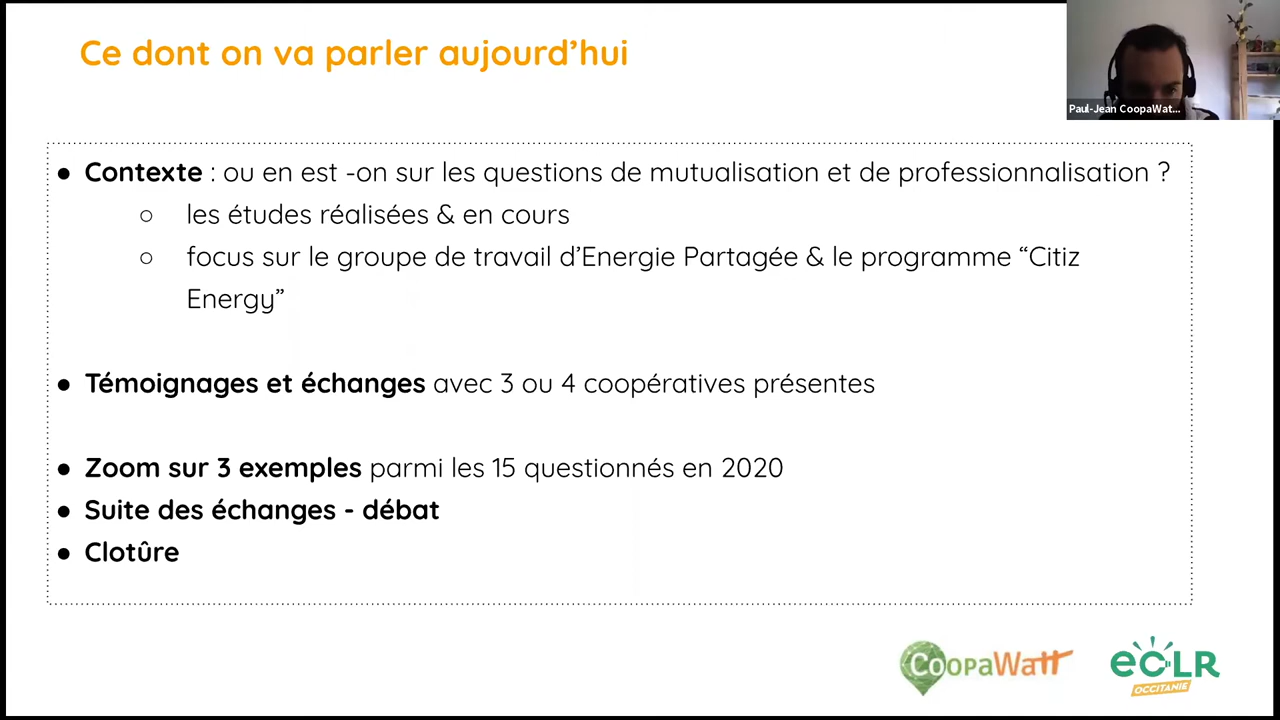 Ce dont on va parler aujourd’hui
Paul-Jean CoopaWat...
● Contexte : ou en est -on sur les questions de mutualisation et de professionnalisation ?
○ les études réalisées & en cours
○ focus sur le groupe de travail d’Energie Partagée & le programme “Citiz
Energy”
● Témoignages et échanges avec 3 ou 4 coopératives présentes
● Zoom sur 3 exemples parmi les 15 questionnés en 2020
● Suite des échanges - débat
● Clotûre
CoopaWatt
ECLR
OCCITANIE